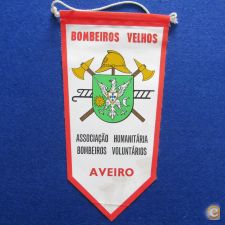 BOMBEIROS VELHOS
ASSOCIAÇÃO HUMANITÁRIA
BOMBEIROS VOLUNTÁRIOS
AVEIRO